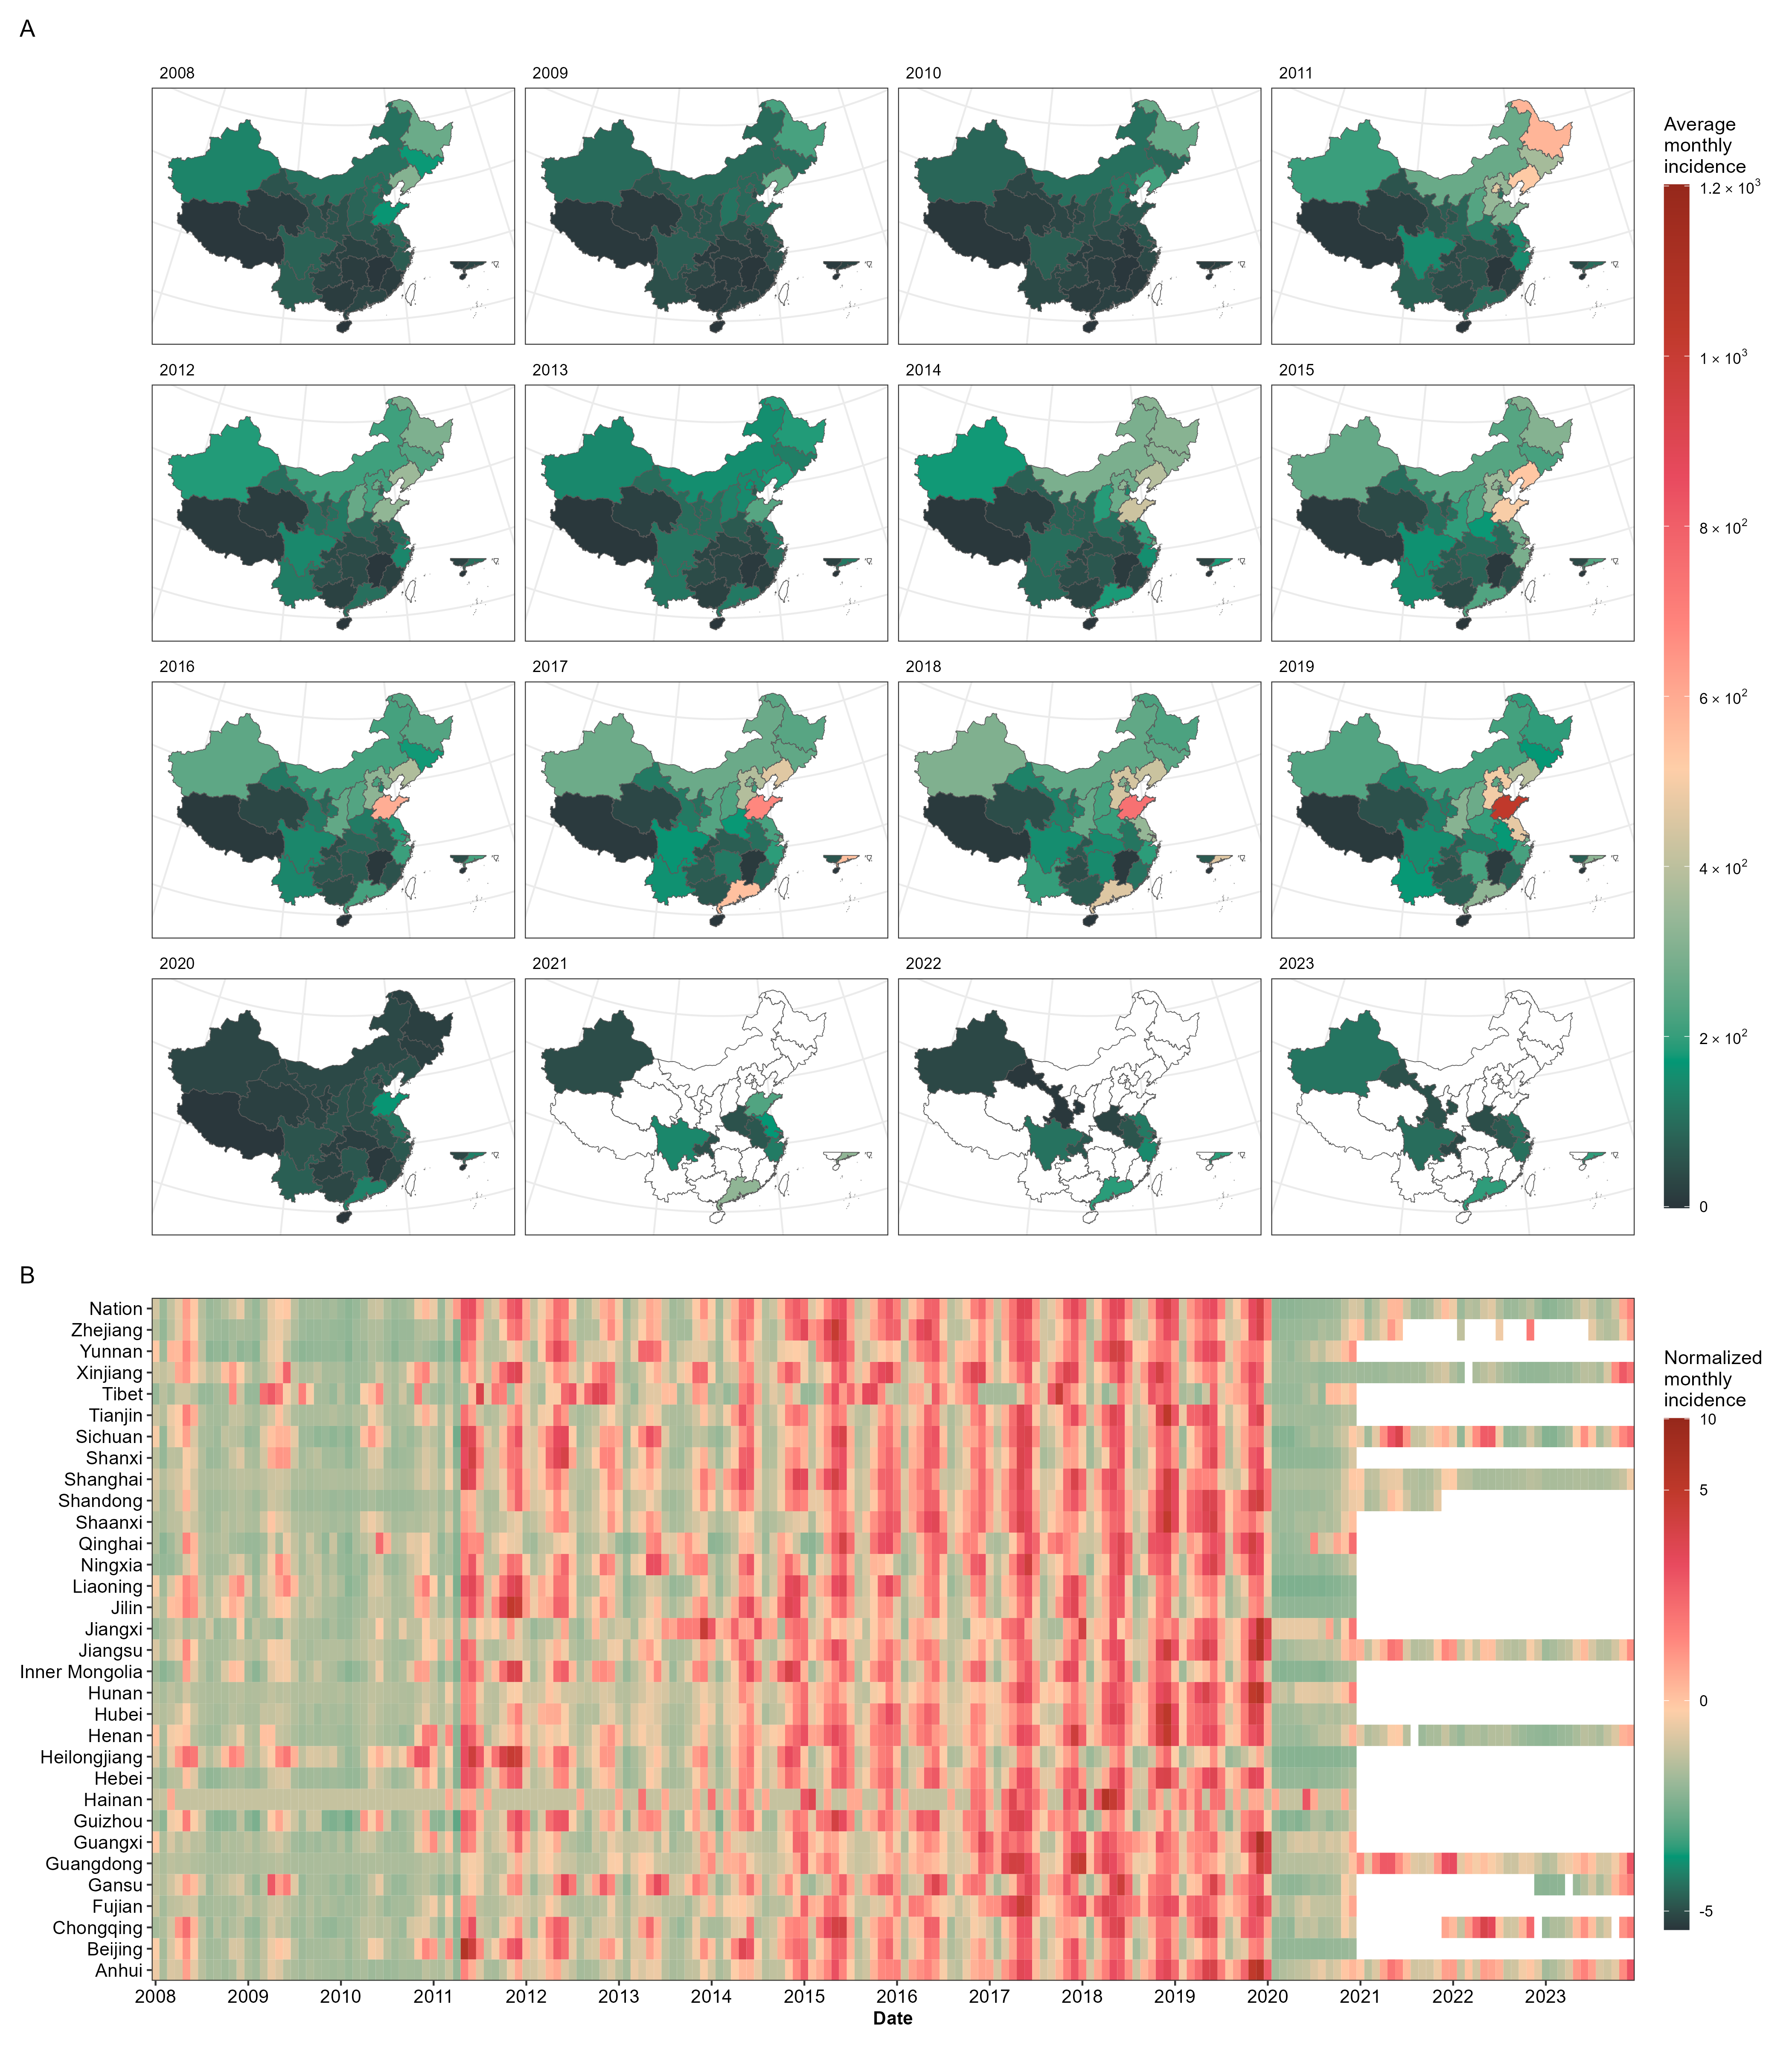 A
2008
2009
2010
2011
2012
2013
2014
2015
2016
2017
2018
2019
2020
2021
2022
2023
Average
monthly
incidence
1.2 × 10³
1 × 10³
8 × 10²
6 × 10²
4 × 10²
2 × 10²
0
B
Nation
Zhejiang
Yunnan
Xinjiang
Tibet
Tianjin
Sichuan
Shanxi
Shanghai
Shandong
Shaanxi
Qinghai
Ningxia
Liaoning
Jilin
Jiangxi
Jiangsu
Inner Mongolia
Hunan
Hubei
Henan
Heilongjiang
Hebei
Hainan
Guizhou
Guangxi
Guangdong
Gansu
Fujian
Chongqing
Beijing
Anhui
2008 2009 2010 2011 2012 2013 2014 2015 2016 2017 2018 2019 2020 2021 2022 2023
Date
Normalized
monthly
incidence
10
5
0
-5